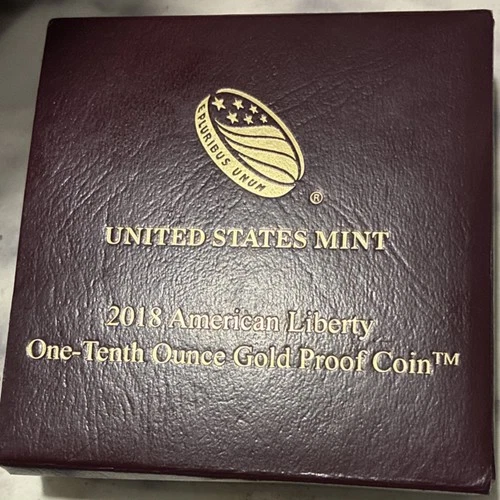 E PLURIBUS UNUM
®
UNITED STATES MINT
2018 American Liberty
One-Tenth Ounce Gold Proof Coin™